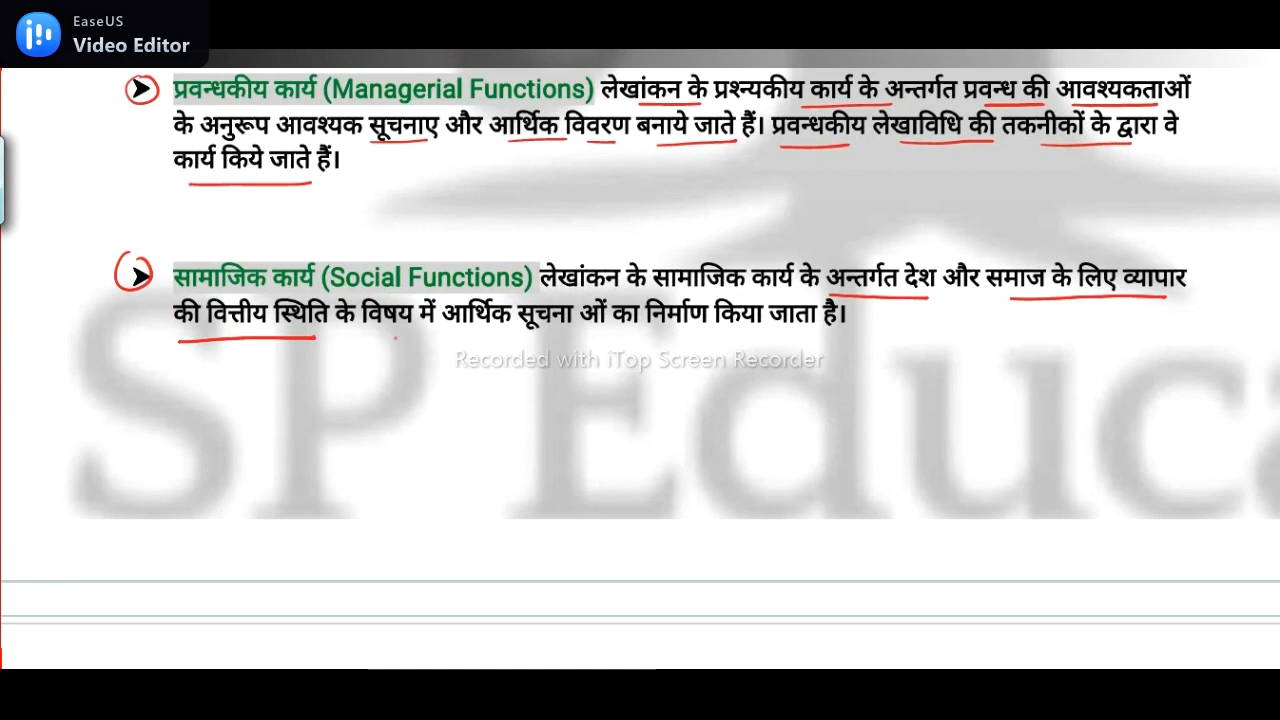 EaseUS
Video Editor
प्रवन्धकीय कार्य (Managerial Functions) लेखांकन के प्रश्न्यकीय कार्य के अन्तर्गत प्रवन्ध की आवश्यकताओं
के अनुरूप आवश्यक सूचनाए और आर्थिक विवरण बनाये जाते हैं। प्रवन्धकीय लेखाविधि की तकनीकों के द्वारा वे
कार्य किये जाते हैं।
सामाजिक कार्य (Social Functions) लेखांकन के सामाजिक कार्य के अन्तर्गत देश और समाज के लिए व्यापार
की वित्तीय स्थिति के विषय में आर्थिक सूचना ओं का निर्माण किया जाता है।
Recorded with iTop Screen Recorder
SP Educa